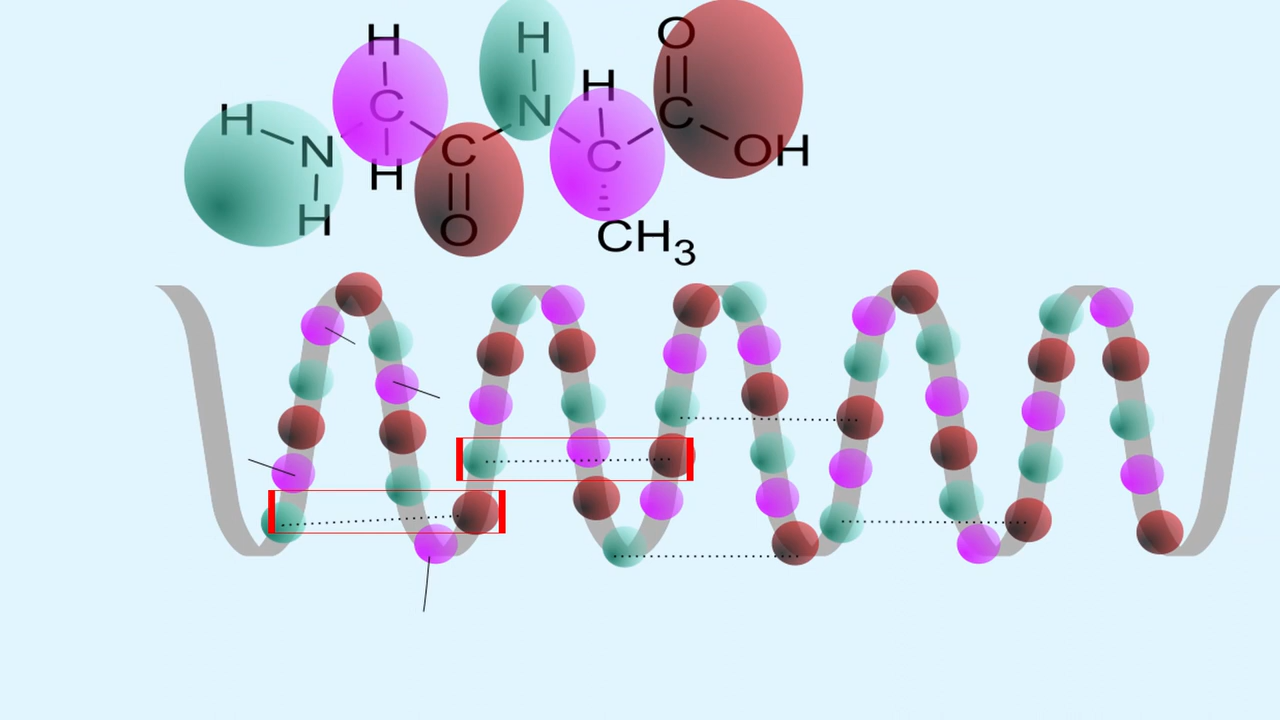 H H O
H
H C N C
N C C OH
H
H O CH3